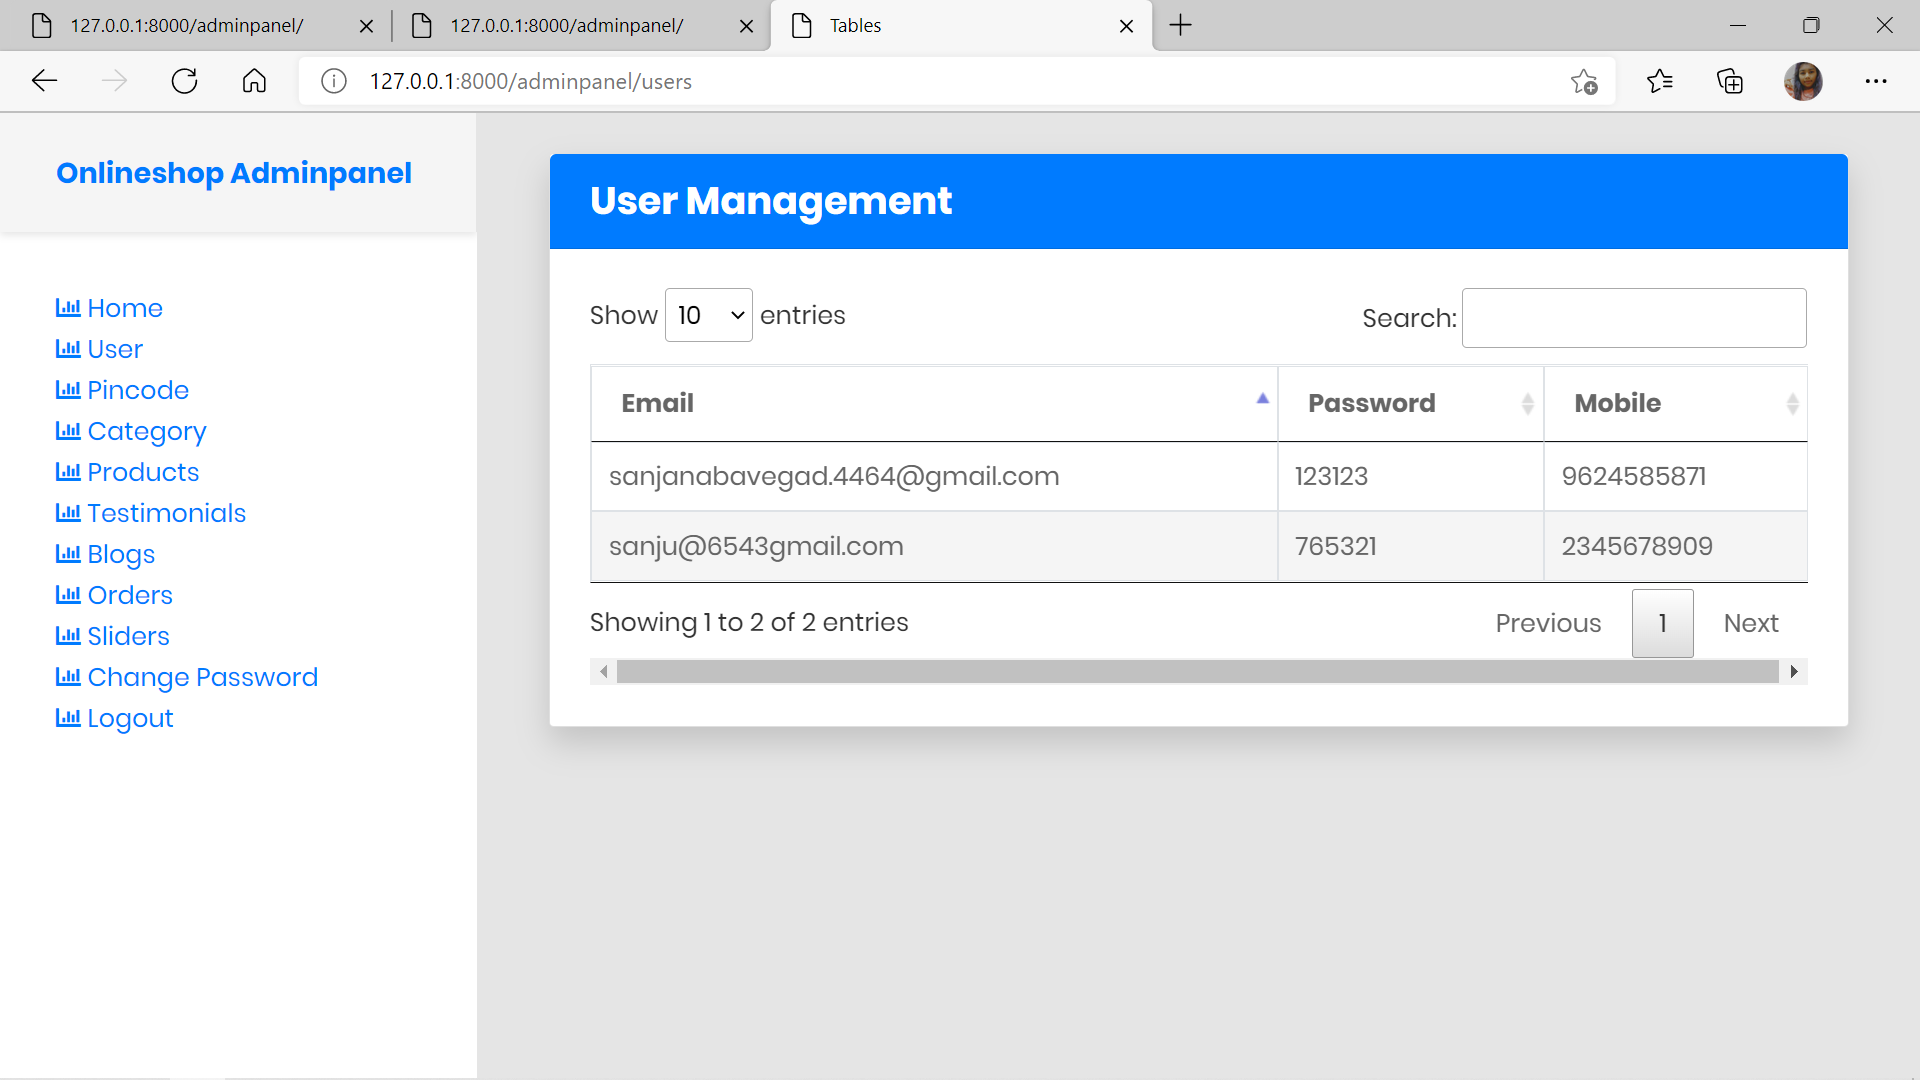 127.0.0.1:8000/adminpanel/ 127.0.0.1:8000/adminpanel/ Tables
127.0.0.1:8000/adminpanel/users
Onlineshop Adminpanel
Home
User
Pincode
Category
Products
Testimonials
Blogs
Orders
Sliders
Change Password
Logout
User Management
Show 10 entries Search:
Email Password Mobile
sanjanabavegad.4464@gmail.com 123123 9624585871
sanju@6543gmail.com 765321 2345678909
Showing 1 to 2 of 2 entries Previous 1 Next